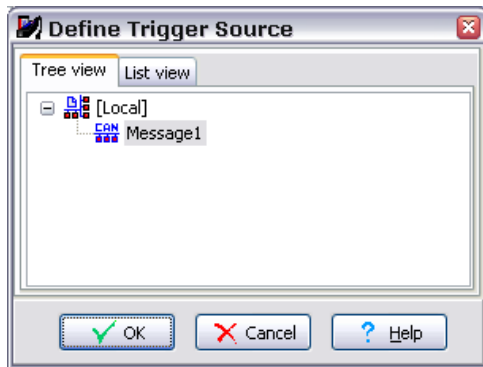 Define Trigger Source
Tree view List view
[Local]
CAN Message1
OK Cancel ? Help